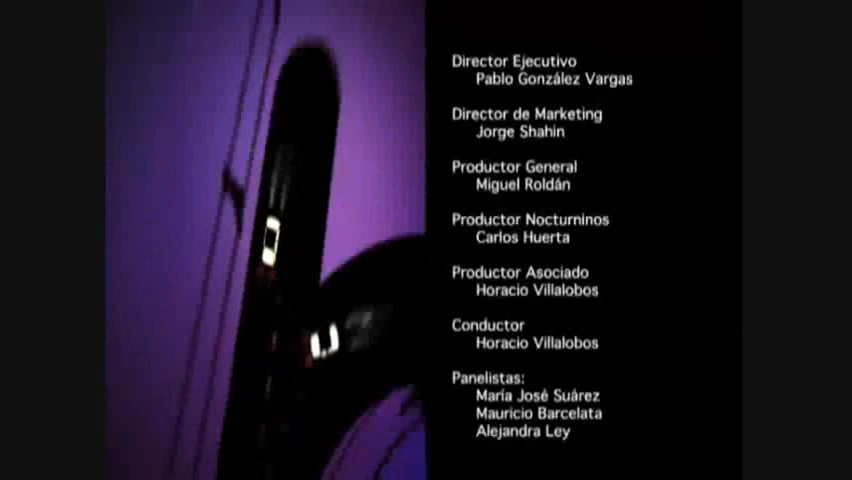 Director Ejecutivo
Pablo González Vargas
Director de Marketing
Jorge Shahin
Productor General
Miguel Roldán
Productor Nocturninos
Carlos Huerta
Productor Asociado
Horacio Villalobos
Conductor
Horacio Villalobos
Panelistas:
María José Suárez
Mauricio Barcelata
Alejandra Ley